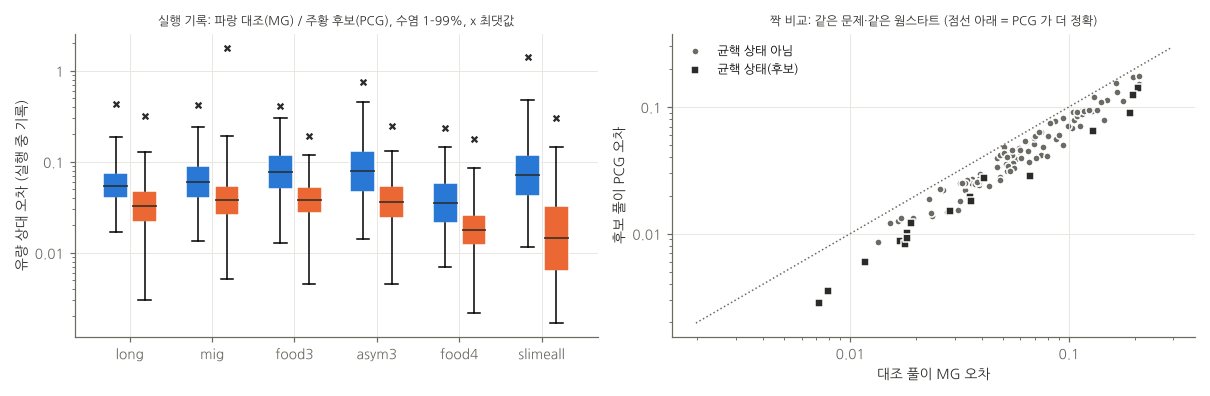 실행 기록: 파랑 대조(MG) / 주황 후보(PCG), 수염 1-99%, x 최댓값
유량 상대 오차 (실행 중 기록)
1
0.1
0.01
long
mig
food3
asym3
food4
slimeall
짝 비교: 같은 문제·같은 웜스타트 (점선 아래 = PCG 가 더 정확)
균핵 상태 아님
균핵 상태(후보)
후보 풀이 PCG 오차
0.1
0.01
0.01
0.1
대조 풀이 MG 오차